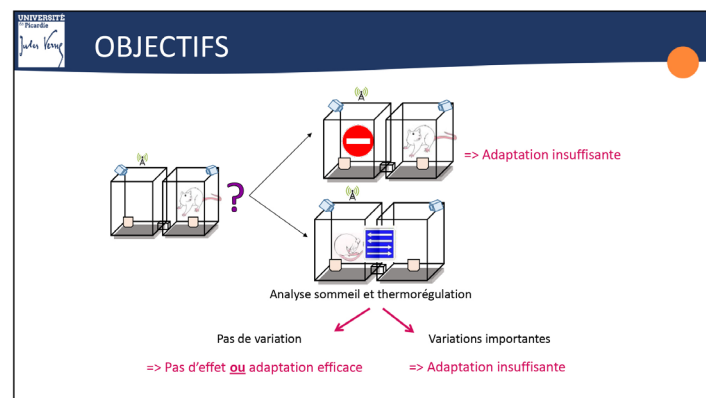 UNIVERSITÉ
de Picardie
Jules Verne
OBJECTIFS
?
=> Adaptation insuffisante
Analyse sommeil et thermorégulation
Pas de variation
Variations importantes
=> Pas d'effet ou adaptation efficace
=> Adaptation insuffisante